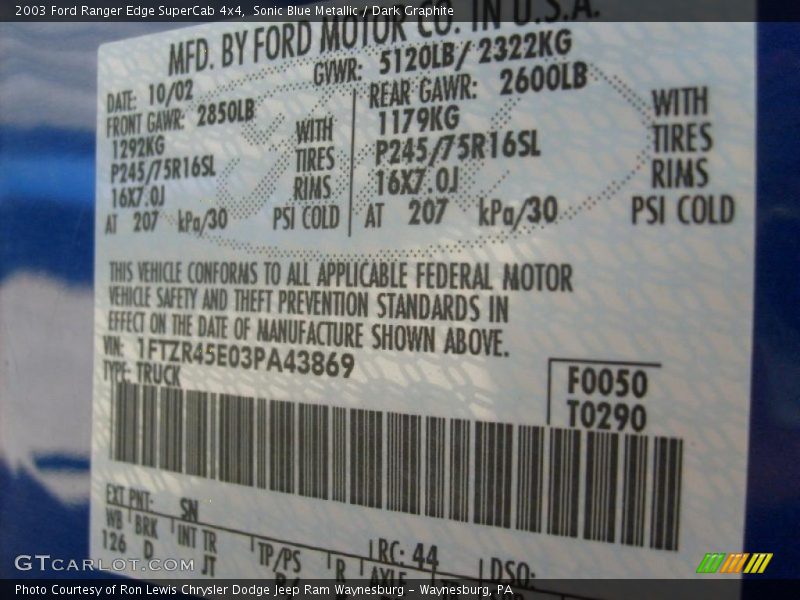 2003 Ford Ranger Edge SuperCab 4x4,  Sonic Blue Metallic / Dark Graphite
MFD. BY FORD MOTOR CO. IN U.S.A.
DATE: 10/02 GVWR: 5120LB/ 2322KG
FRONT GAWR: 2850LB REAR GAWR: 2600LB
1292KG WITH 1179KG WITH
P245/75R16SL TIRES P245/75R16SL TIRES
16X7.0J RIMS 16X7.0J RIMS
AT 207 kPa/30 PSI COLD AT 207 kPa/30 PSI COLD
THIS VEHICLE CONFORMS TO ALL APPLICABLE FEDERAL MOTOR
VEHICLE SAFETY AND THEFT PREVENTION STANDARDS IN
EFFECT ON THE DATE OF MANUFACTURE SHOWN ABOVE.
VIN: 1FTZR45E03PA43869
TYPE: TRUCK
F0050
T0290
EXT PNT: SN RC: 44 DSO:
WB BRK INT TR TP/PS R AXLE
126 D JT
GTcarlot.com
Photo Courtesy of Ron Lewis Chrysler Dodge Jeep Ram Waynesburg - Waynesburg, PA